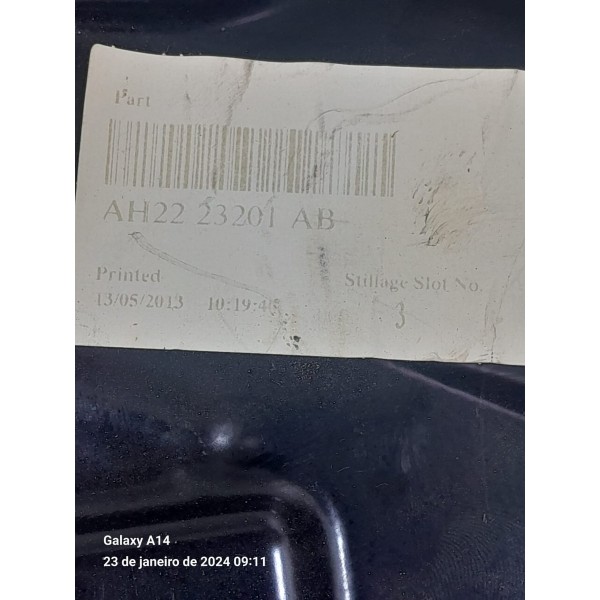 Part
AH22 23201 AB
Printed
Stillage Slot No.
13/05/2013 10:19:4
3
Galaxy A14
23 de janeiro de 2024 09:11